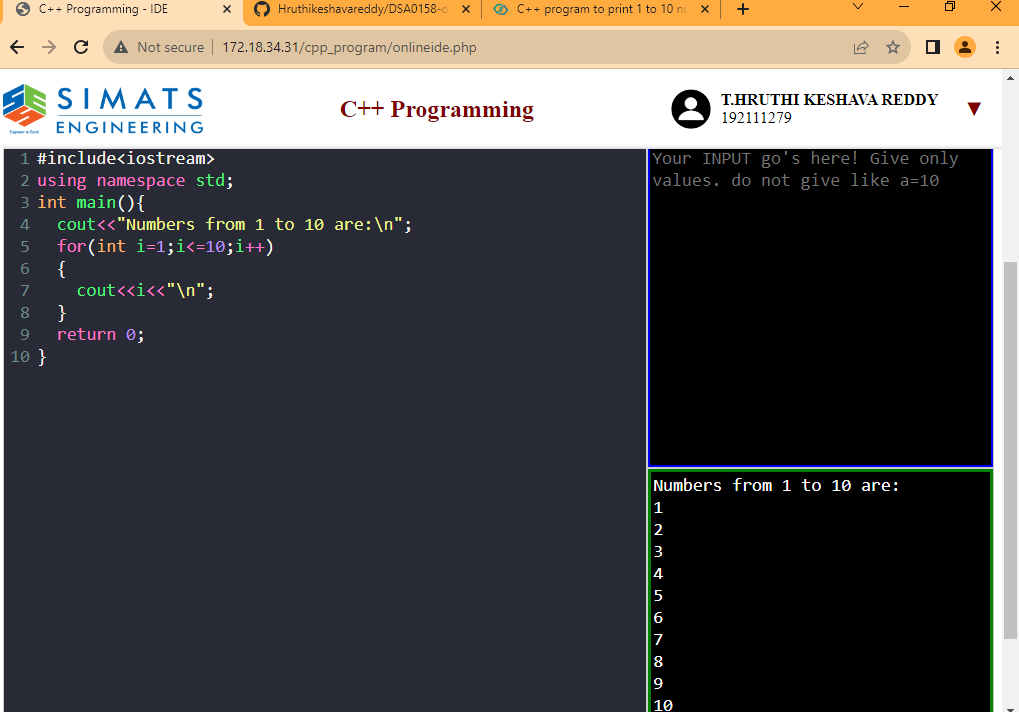 C++ Programming - IDE
Hruthikeshavareddy/DSA0158-o
C++ program to print 1 to 10 nu
Not secure
172.18.34.31/cpp_program/onlineide.php
SIMATS
ENGINEERING
Engineer to Excel
C++ Programming
T.HRUTHI KESHAVA REDDY
192111279
1 #include<iostream>
2 using namespace std;
3 int main(){
4 cout<<"Numbers from 1 to 10 are:\n";
5 for(int i=1;i<=10;i++)
6 {
7 cout<<i<<"\n";
8 }
9 return 0;
10 }
Your INPUT go's here! Give only
values. do not give like a=10
Numbers from 1 to 10 are:
1
2
3
4
5
6
7
8
9
10